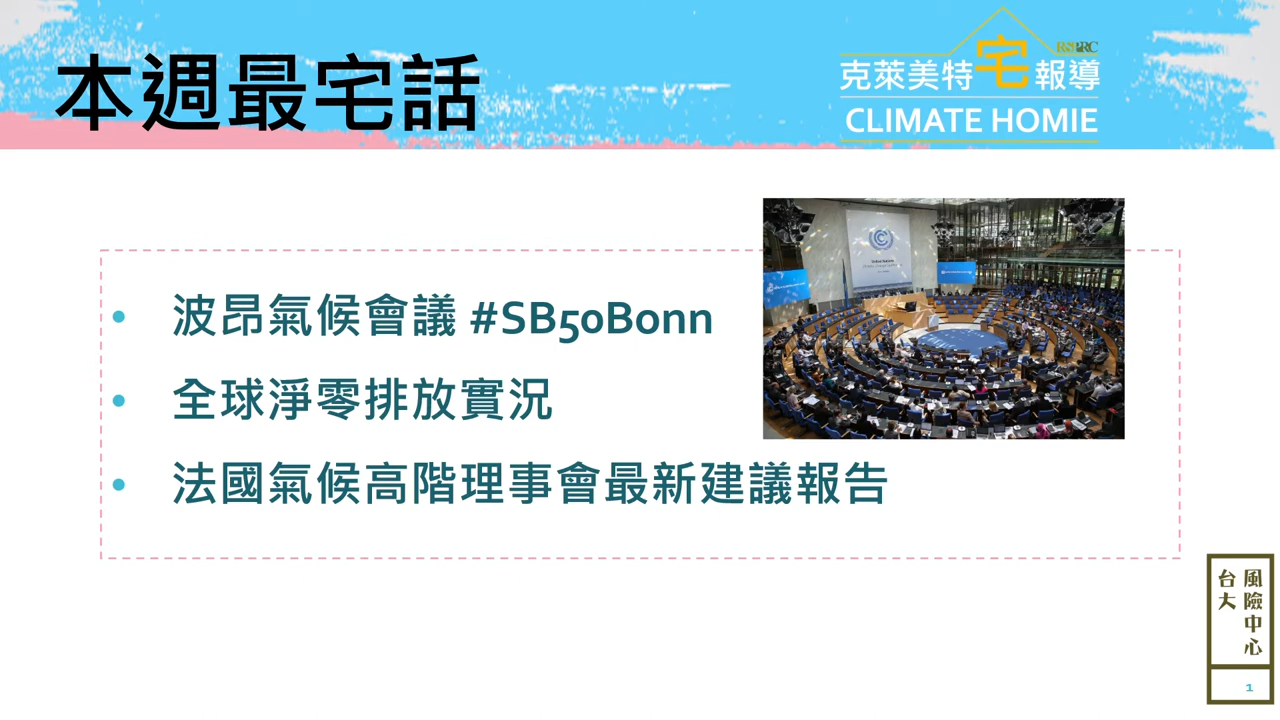 本週最宅話
克萊美特宅報導
RSPRC
CLIMATE HOMIE
• 波昂氣候會議 #SB50Bonn
• 全球淨零排放實況
• 法國氣候高階理事會最新建議報告
風險中心
台大
1